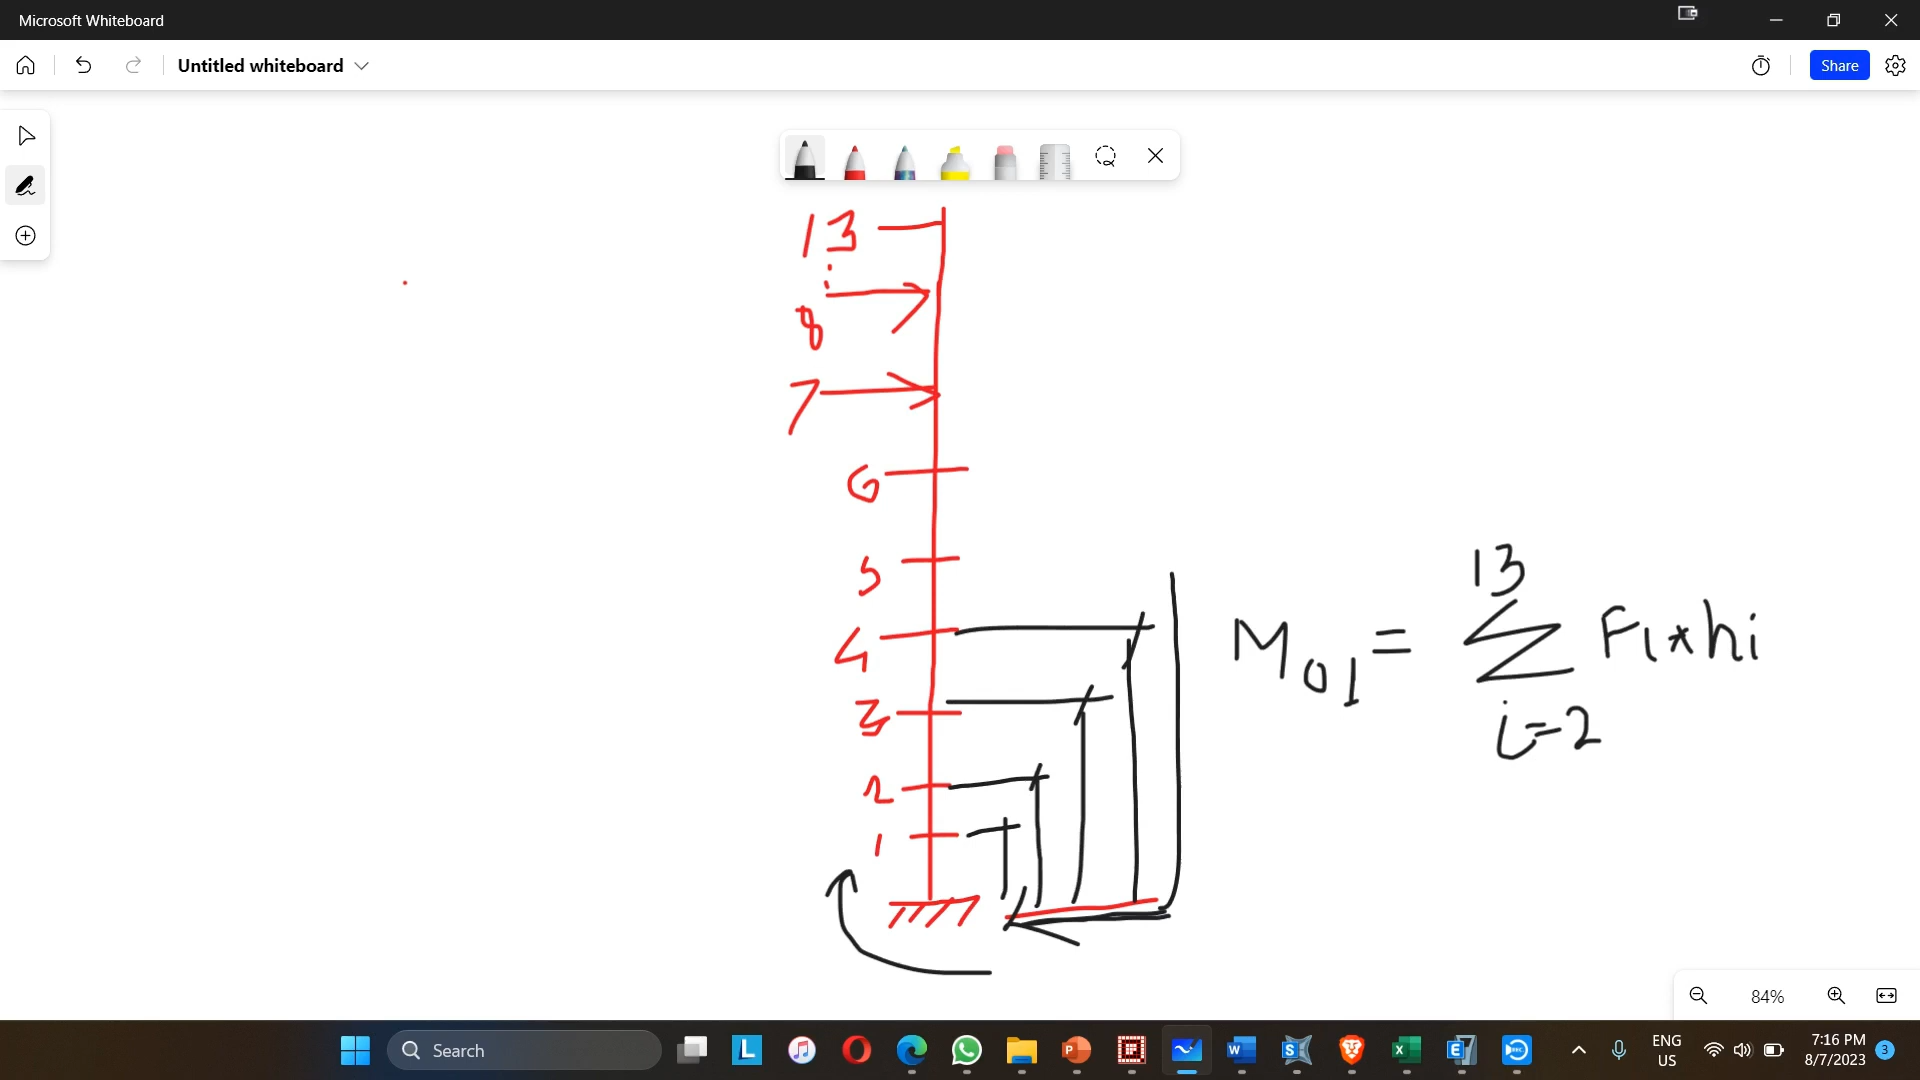 Microsoft Whiteboard
Untitled whiteboard
Share
13
8
7
6
5
4
3
2
1
13
M01 = Σ Fi*hi
i=2
84%
Search
ENG
US
7:16 PM
8/7/2023
3